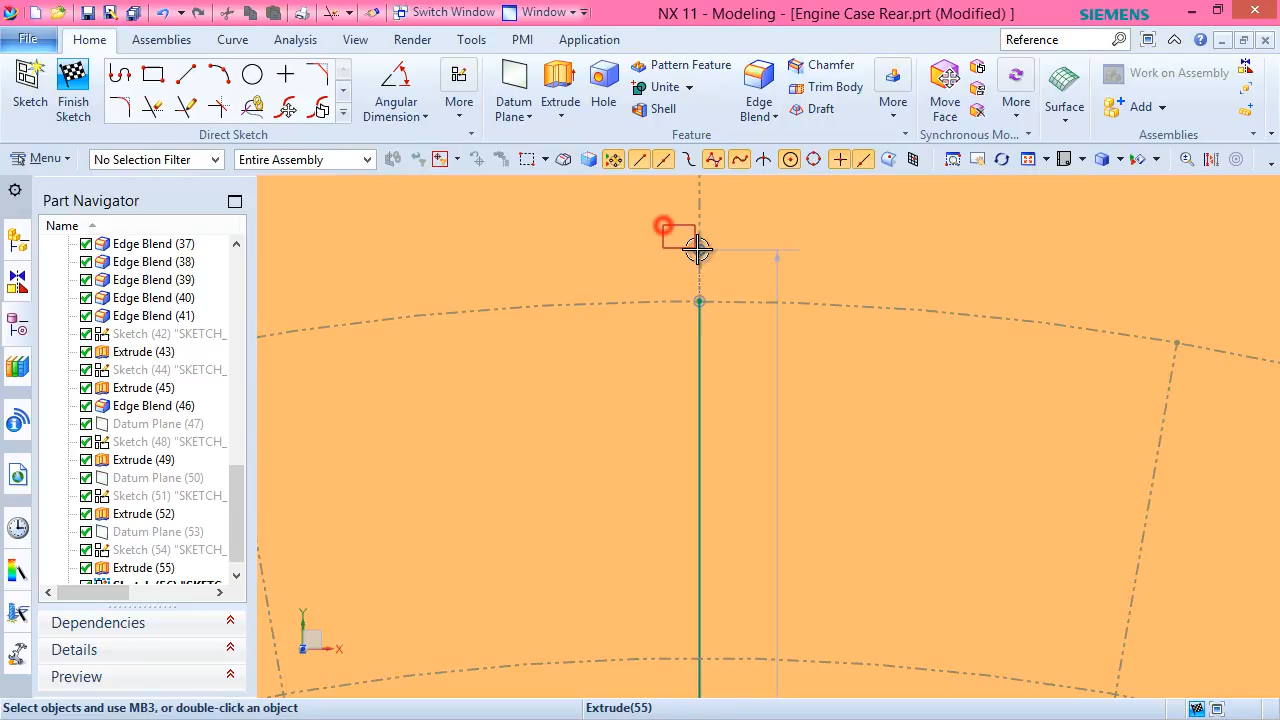 Switch Window Window NX 11 - Modeling - [Engine Case Rear.prt (Modified) ] SIEMENS
File Home Assemblies Curve Analysis View Render Tools PMI Application Reference
Sketch Finish Sketch Angular Dimension More Datum Plane Extrude Hole Pattern Feature Unite Shell Edge Blend Chamfer Trim Body Draft More Move Face More Surface Work on Assembly Add
Direct Sketch Feature Synchronous Mo... Assemblies
Menu No Selection Filter Entire Assembly
Part Navigator
Name
Edge Blend (37)
Edge Blend (38)
Edge Blend (39)
Edge Blend (40)
Edge Blend (41)
Sketch (42) "SKETCH_
Extrude (43)
Sketch (44) "SKETCH_
Extrude (45)
Edge Blend (46)
Datum Plane (47)
Sketch (48) "SKETCH_
Extrude (49)
Datum Plane (50)
Sketch (51) "SKETCH_
Extrude (52)
Datum Plane (53)
Sketch (54) "SKETCH_
Extrude (55)
Dependencies
Details
Preview
Y
X
Select objects and use MB3, or double-click an object Extrude(55)